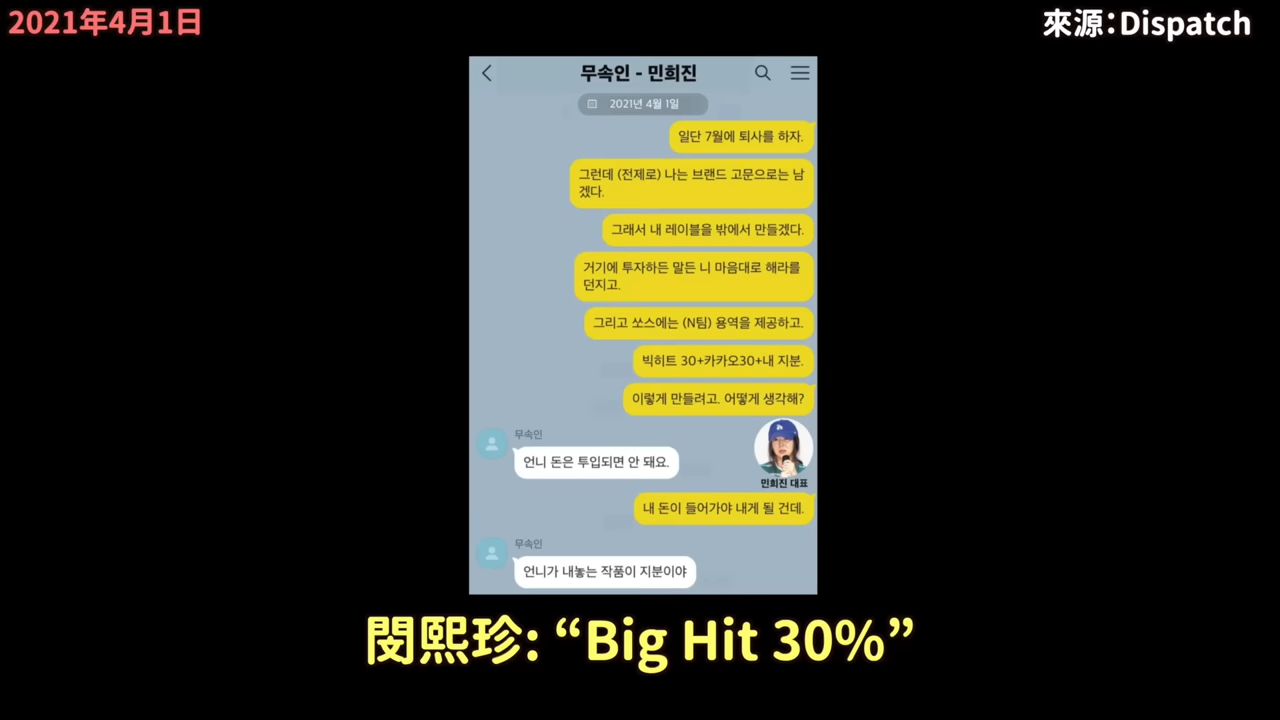 2021年4月1日
來源：Dispatch
무속인 - 민희진
2021년 4월 1일
일단 7월에 퇴사를 하자.
그런데 (전제로) 나는 브랜드 고문으로는 남
겠다.
그래서 내 레이블을 밖에서 만들겠다.
거기에 투자하든 말든 니 마음대로 해라를
던지고.
그리고 쏘스에는 (N팀) 용역을 제공하고.
빅히트 30+카카오30+내 지분.
이렇게 만들려고. 어떻게 생각해?
무속인
언니 돈은 투입되면 안 돼요.
민희진 대표
내 돈이 들어가야 내게 될 건데.
무속인
언니가 내놓는 작품이 지분이야
閔熙珍: “Big Hit 30%”